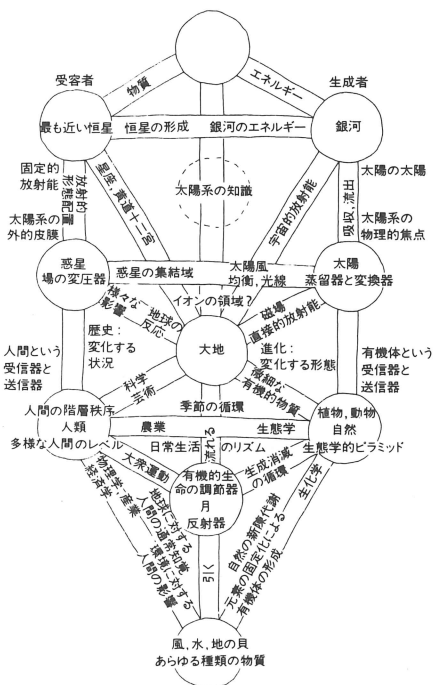 受容者
生成者
物質
エネルギー
最も近い恒星
恒星の形成
銀河のエネルギー
銀河
固定的
放射能
放射的
形態配置
太陽系の
外的皮膜
星座,黄道十二宮
太陽系の知識
宇宙的放射能
吸収,流出
太陽の太陽
太陽系の
物理的焦点
惑星
場の変圧器
惑星の集結域
太陽風
均衡,光線
太陽
蒸留器と変換器
様々な
影響
地球の
反応
イオンの領域?
磁場
直接的放射能
歴史:
変化する
状況
大地
進化:
変化する形態
人間という
受信器と
送信器
有機体という
受信器と
送信器
科学
芸術
微細な
有機的物質
人間の階層秩序
人類
多様な人間のレベル
季節の循環
農業
生態学
植物,動物
自然
生態学的ピラミッド
日常生活
流れる
のリズム
大衆運動
生成消滅
の循環
有機的生
命の調節器
月
反射器
物理学,産業
経済学
地球に対する
人間の通常知覚
環境に対する
人間の影響
引く
自然の新陳代謝
元素の固定化による
有機体の形成
生化学
風,水,地の貝
あらゆる種類の物質